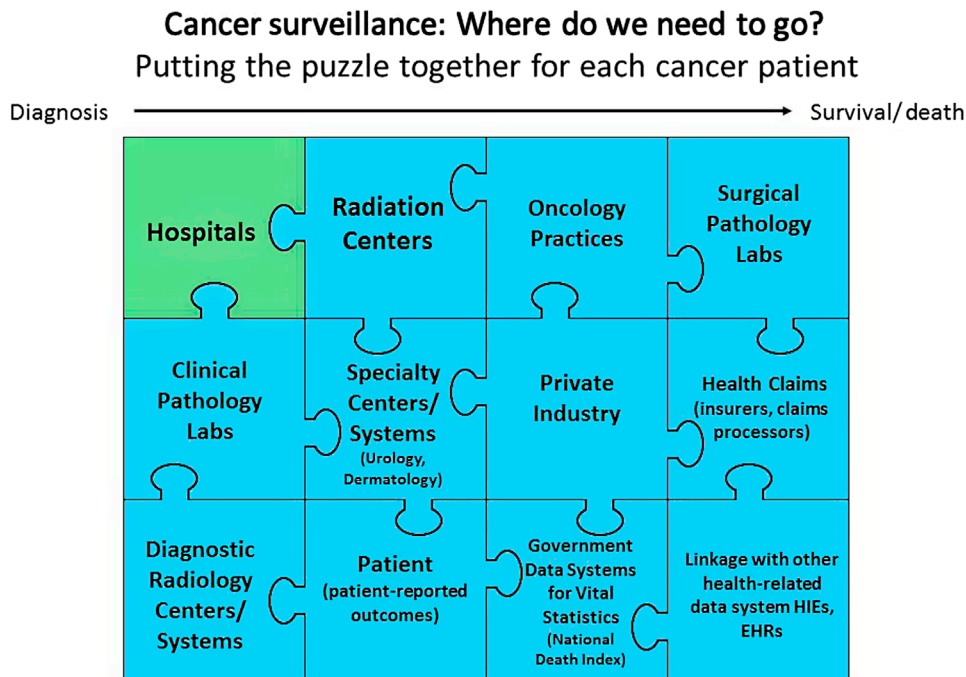 Cancer surveillance: Where do we need to go?
Putting the puzzle together for each cancer patient
Diagnosis
Survival/death
Hospitals
Radiation
Centers
Oncology
Practices
Surgical
Pathology
Labs
Clinical
Pathology
Labs
Specialty
Centers/
Systems
(Urology,
Dermatology)
Private
Industry
Health Claims
(insurers, claims
processors)
Diagnostic
Radiology
Centers/
Systems
Patient
(patient-reported
outcomes)
Government
Data Systems
for Vital
Statistics
(National
Death Index)
Linkage with other
health-related
data system HIEs,
EHRs